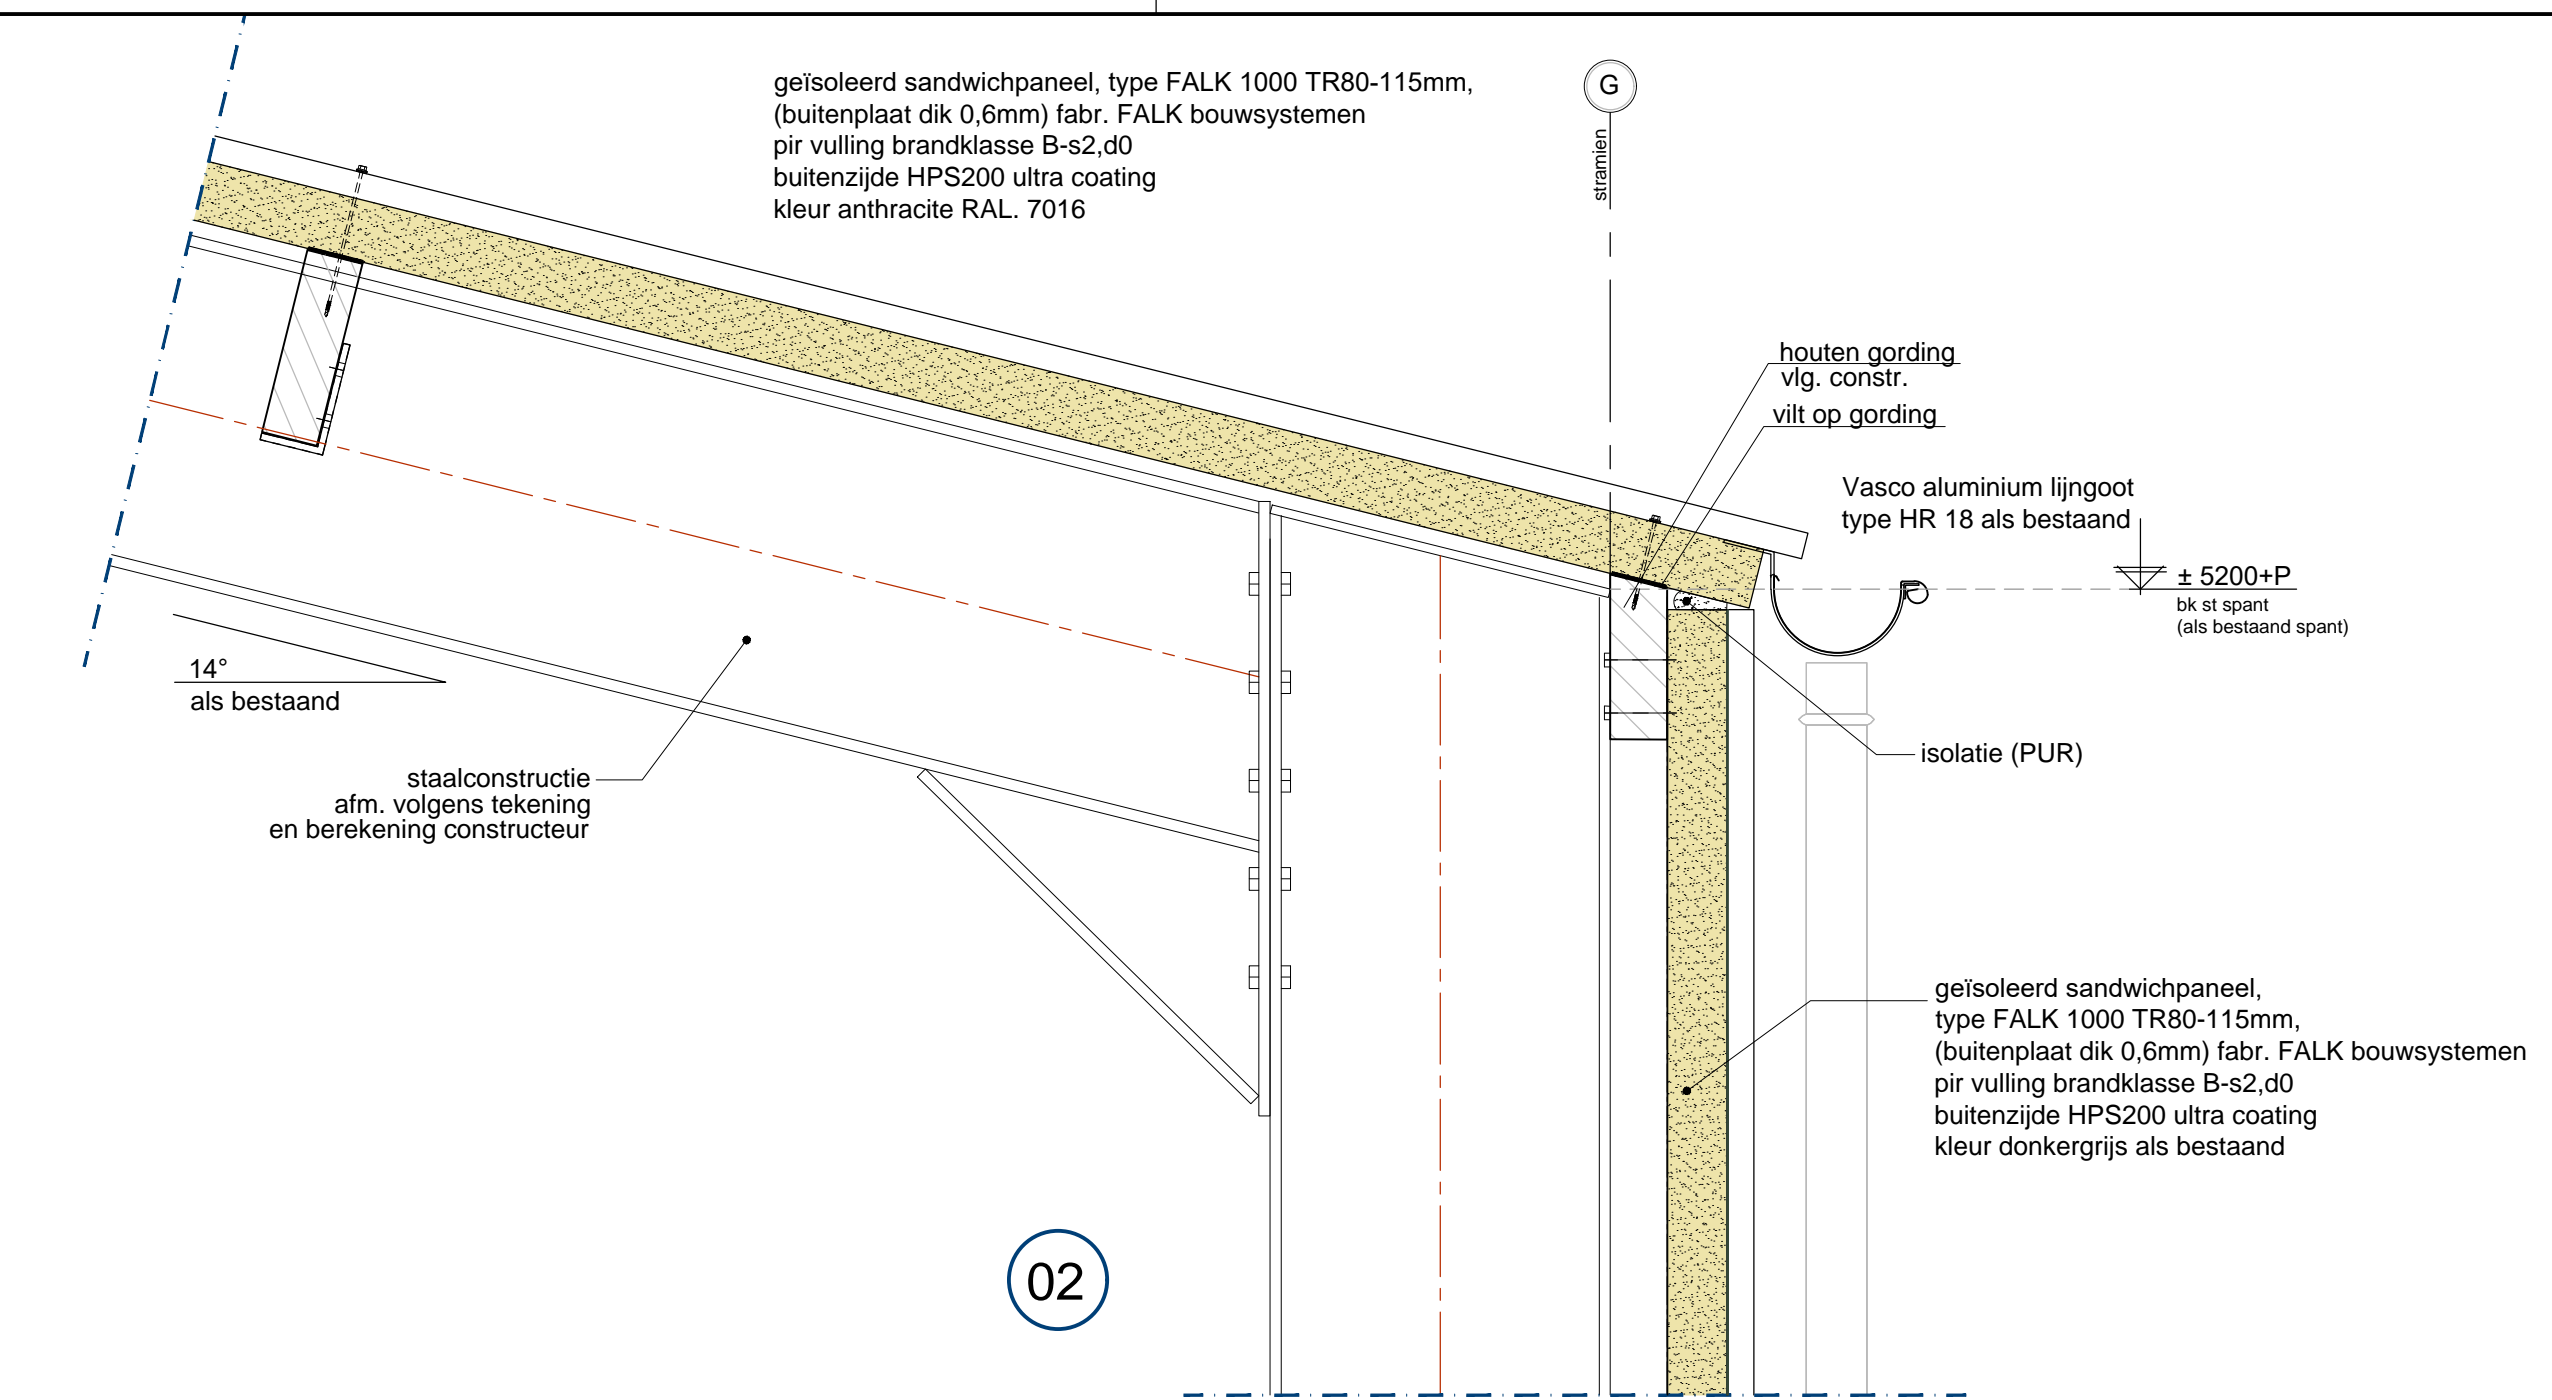 geïsoleerd sandwichpaneel, type FALK 1000 TR80-115mm,
(buitenplaat dik 0,6mm) fabr. FALK bouwsystemen
pir vulling brandklasse B-s2,d0
buitenzijde HPS200 ultra coating
kleur anthracite RAL. 7016
G
stramien
houten gording
vlg. constr.
vilt op gording
Vasco aluminium lijngoot
type HR 18 als bestaand
± 5200+P
bk st spant
(als bestaand spant)
14°
als bestaand
staalconstructie
afm. volgens tekening
en berekening constructeur
isolatie (PUR)
geïsoleerd sandwichpaneel,
type FALK 1000 TR80-115mm,
(buitenplaat dik 0,6mm) fabr. FALK bouwsystemen
pir vulling brandklasse B-s2,d0
buitenzijde HPS200 ultra coating
kleur donkergrijs als bestaand
02